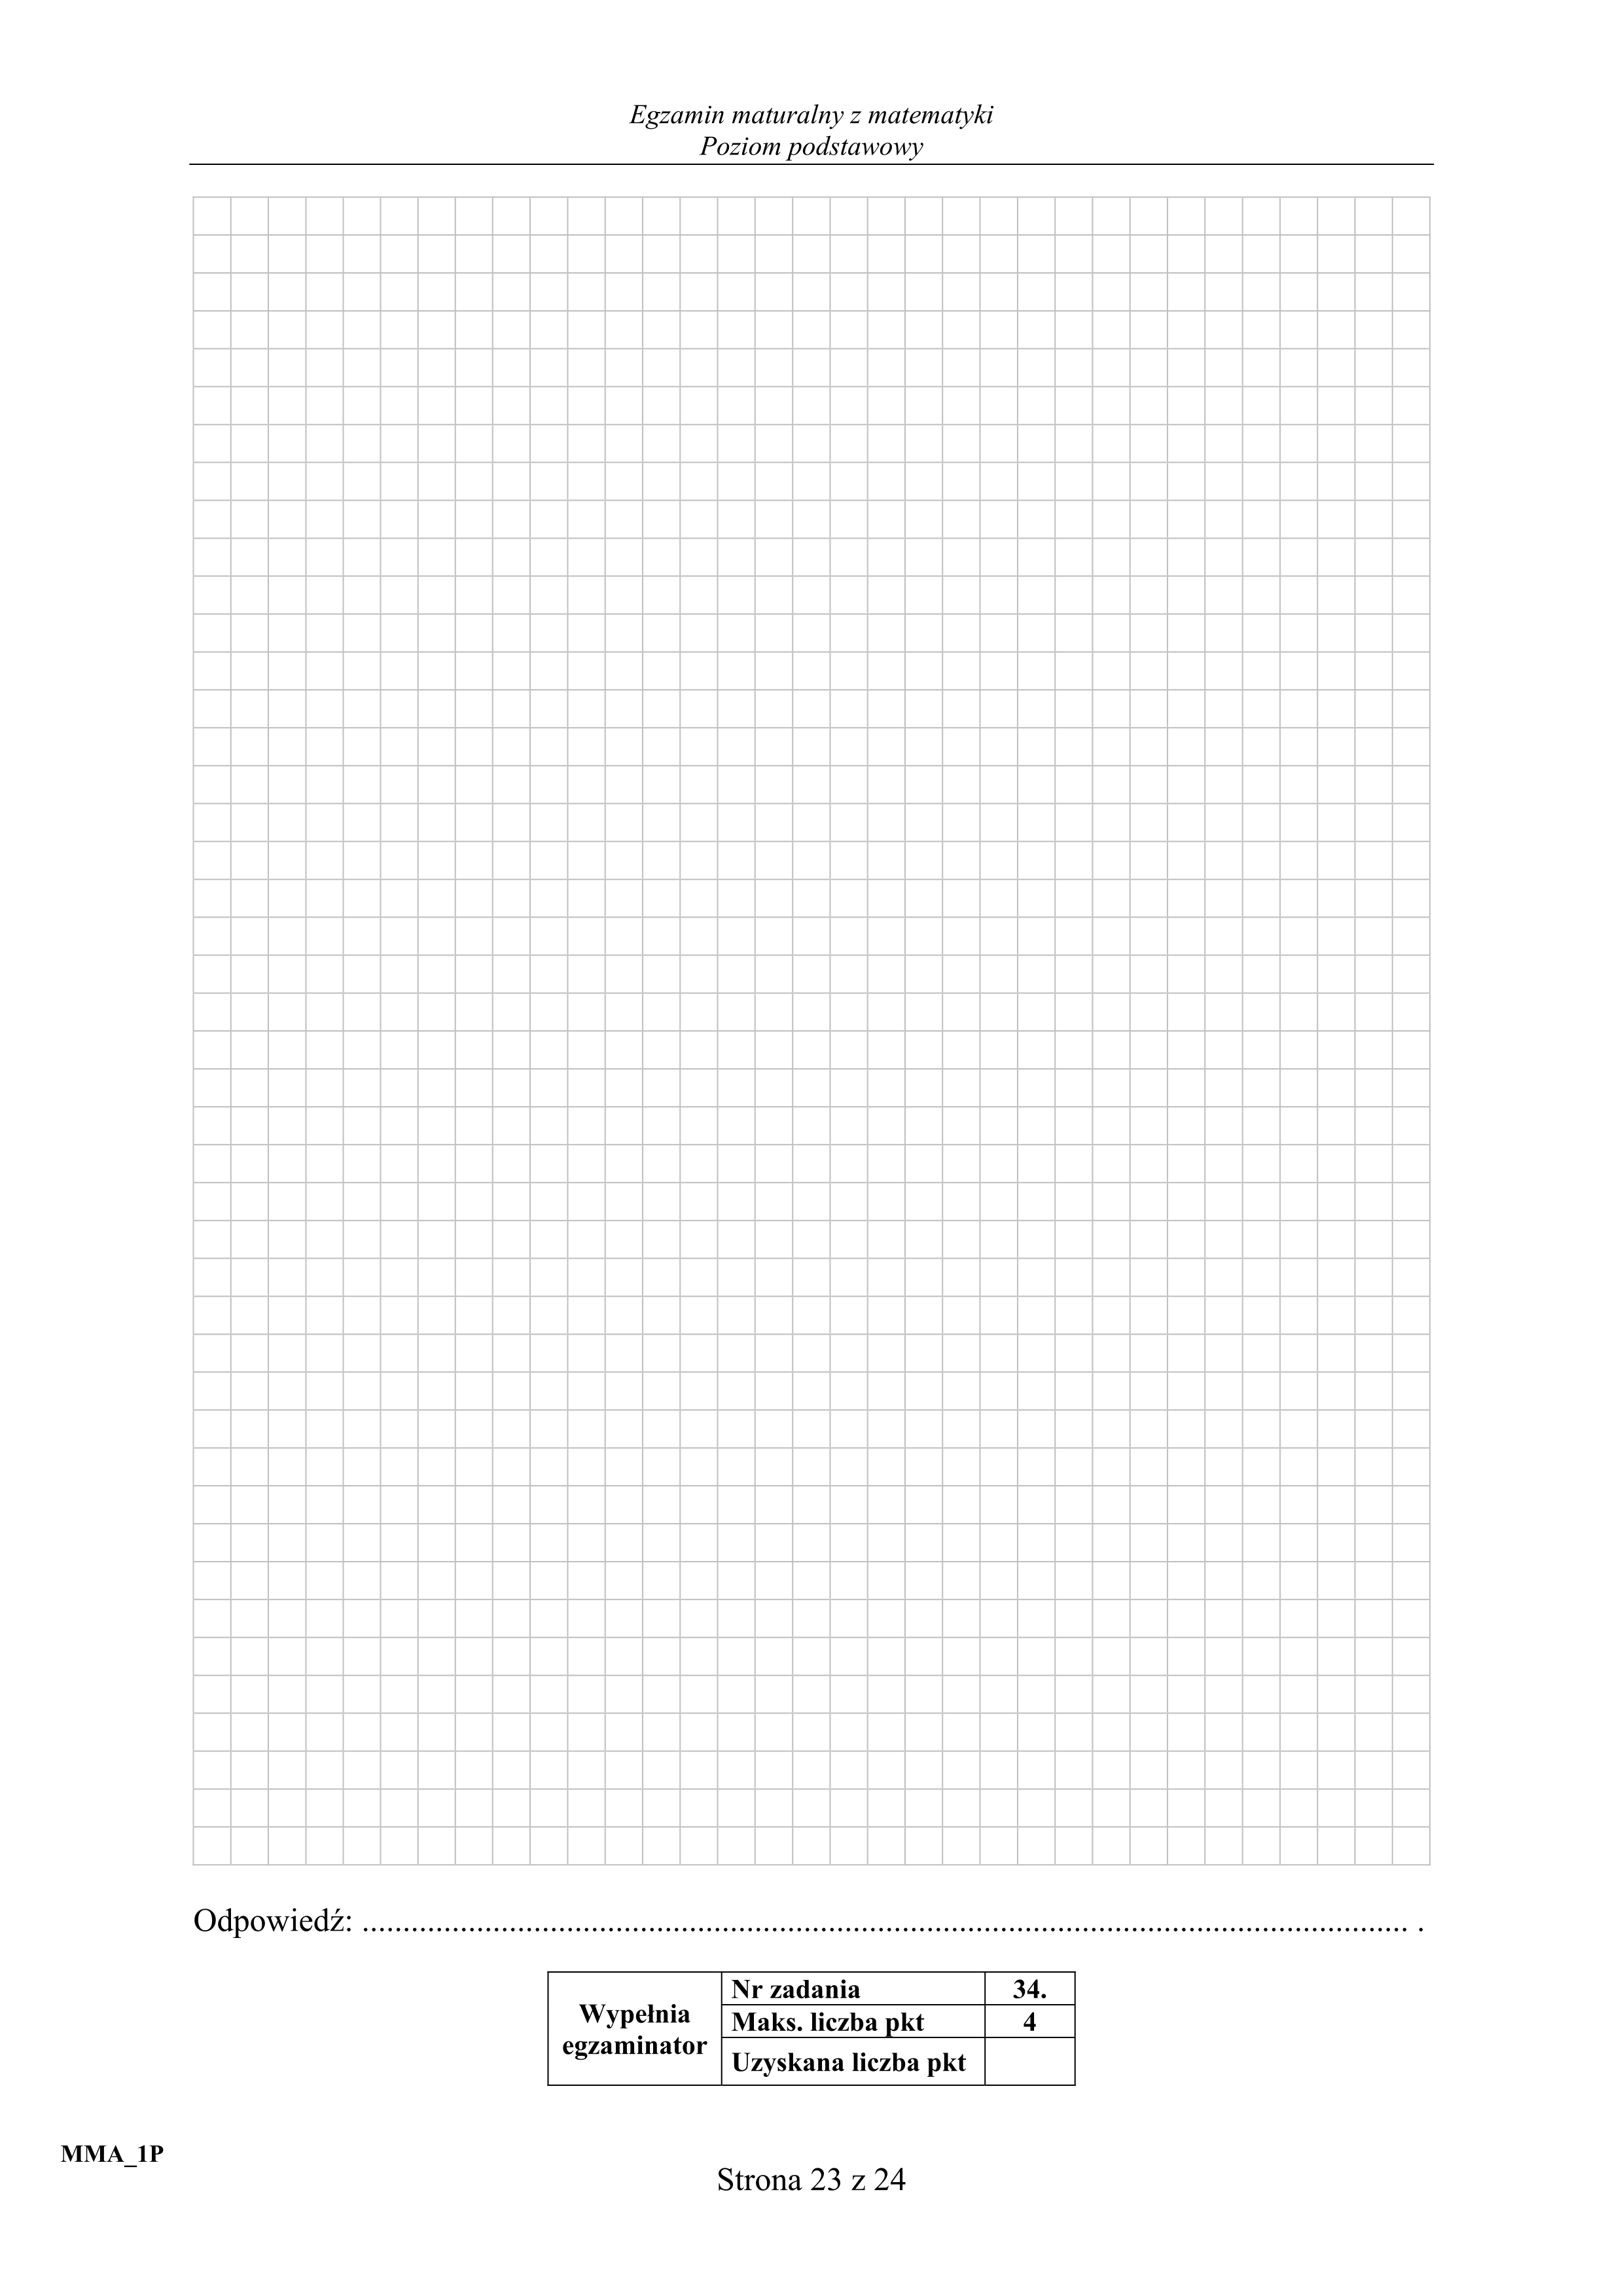 Egzamin maturalny z matematyki
Poziom podstawowy
Odpowiedź: ................................................................................................................................ .
Wypełnia egzaminator
Nr zadania 34.
Maks. liczba pkt 4
Uzyskana liczba pkt
MMA_1P
Strona 23 z 24